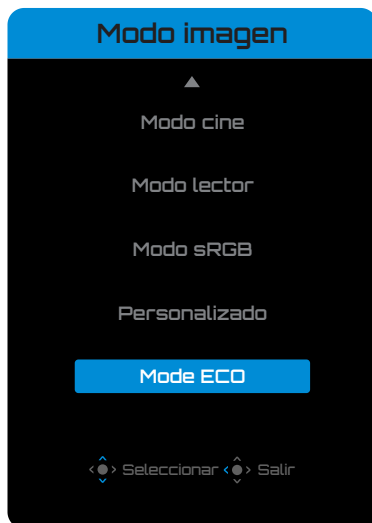 Modo imagen
Modo cine
Modo lector
Modo sRGB
Personalizado
Mode ECO
Seleccionar Salir